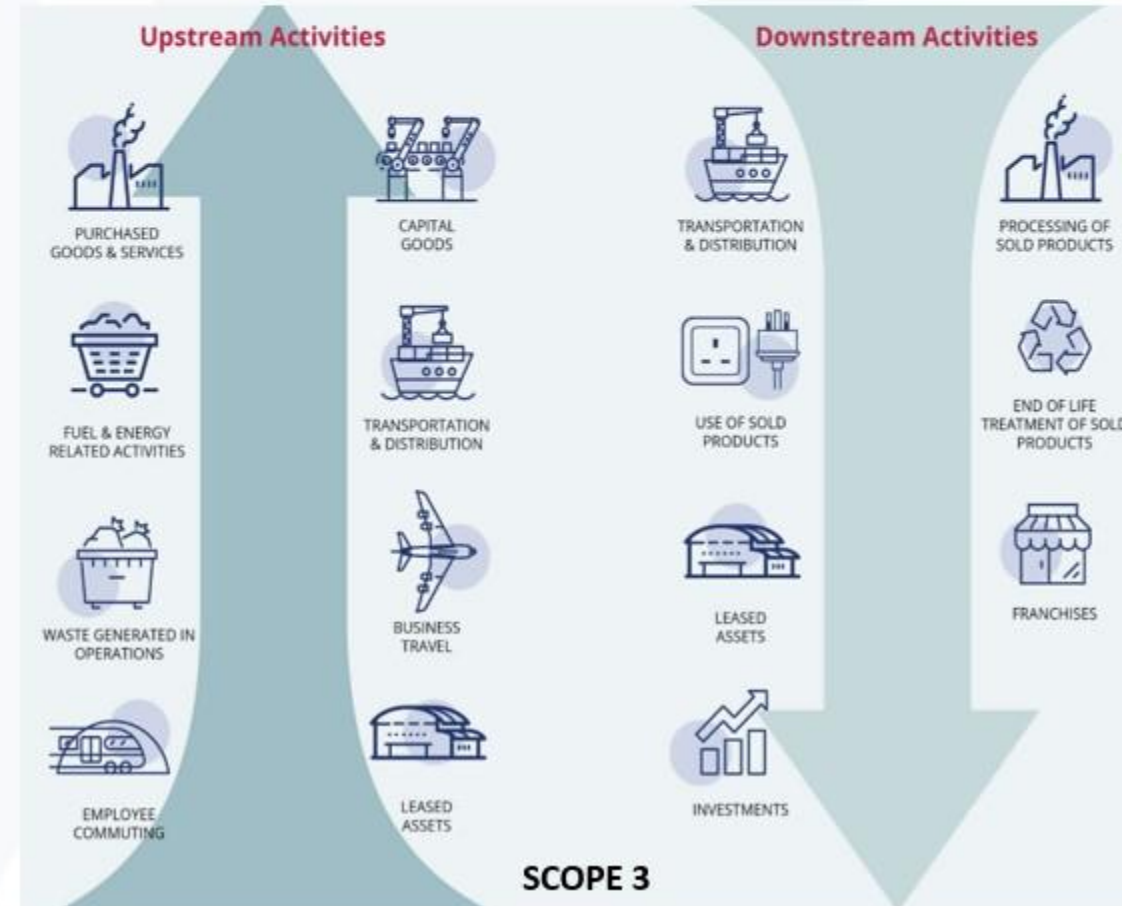 Upstream Activities
PURCHASED
GOODS & SERVICES
CAPITAL
GOODS
FUEL & ENERGY
RELATED ACTIVITIES
TRANSPORTATION
& DISTRIBUTION
WASTE GENERATED IN
OPERATIONS
BUSINESS
TRAVEL
EMPLOYEE
COMMUTING
LEASED
ASSETS
Downstream Activities
TRANSPORTATION
& DISTRIBUTION
PROCESSING OF
SOLD PRODUCTS
USE OF SOLD
PRODUCTS
END OF LIFE
TREATMENT OF SOLD
PRODUCTS
LEASED
ASSETS
FRANCHISES
INVESTMENTS
SCOPE 3